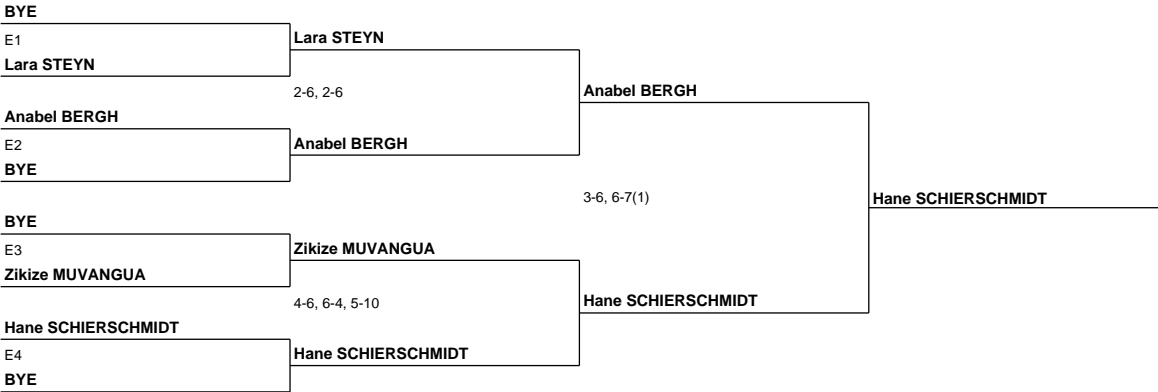 BYE
E1
Lara STEYN
Lara STEYN
2-6, 2-6
Anabel BERGH
Anabel BERGH
E2
Anabel BERGH
BYE
3-6, 6-7(1)
Hane SCHIERSCHMIDT
BYE
E3
Zikize MUVANGUA
Zikize MUVANGUA
4-6, 6-4, 5-10
Hane SCHIERSCHMIDT
Hane SCHIERSCHMIDT
E4
Hane SCHIERSCHMIDT
BYE